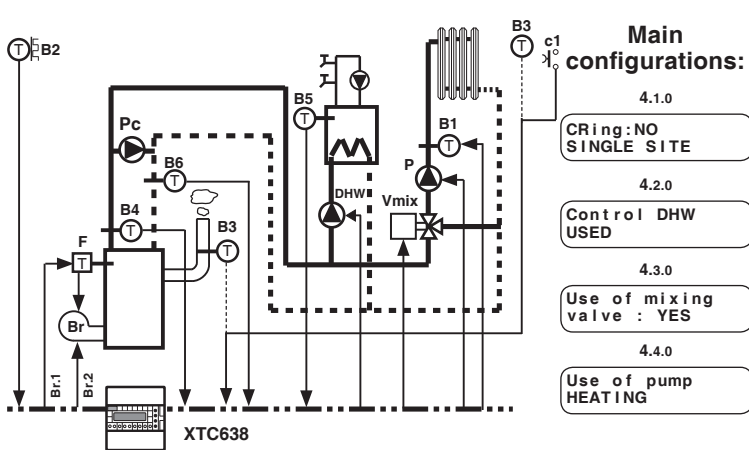 T
B2
Pc
B6
T
B4
T
F
T
Br
Br.1
Br.2
B3
T
XTC638
B5
T
DHW
Vmix
P
B1
T
B3
T
c1
Main
configurations:
4.1.0
CRing:NO
SINGLE SITE
4.2.0
Control DHW
USED
4.3.0
Use of mixing
valve : YES
4.4.0
Use of pump
HEATING